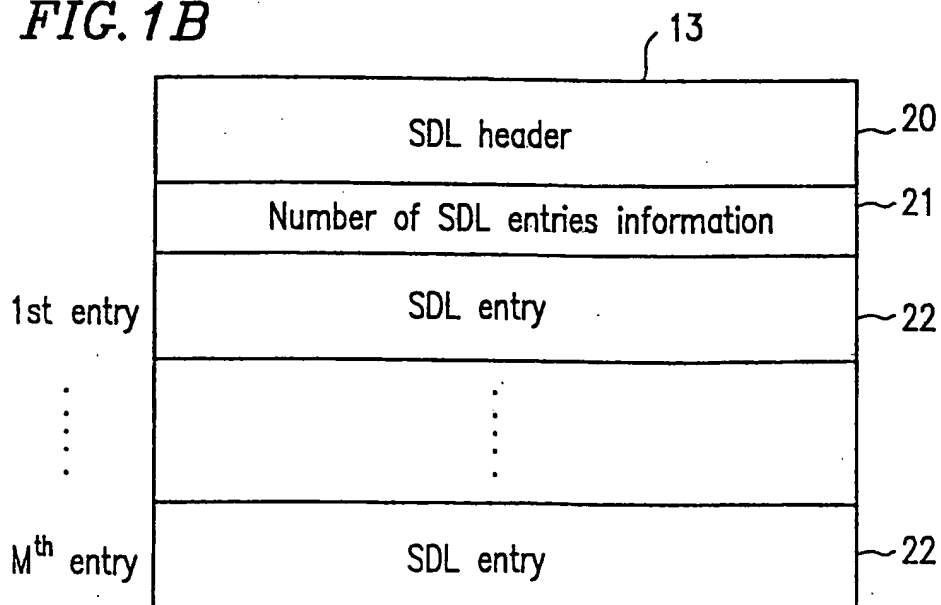 FIG. 1B
13
SDL header
20
Number of SDL entries information
21
1st entry
SDL entry
22
Mth entry
SDL entry
22